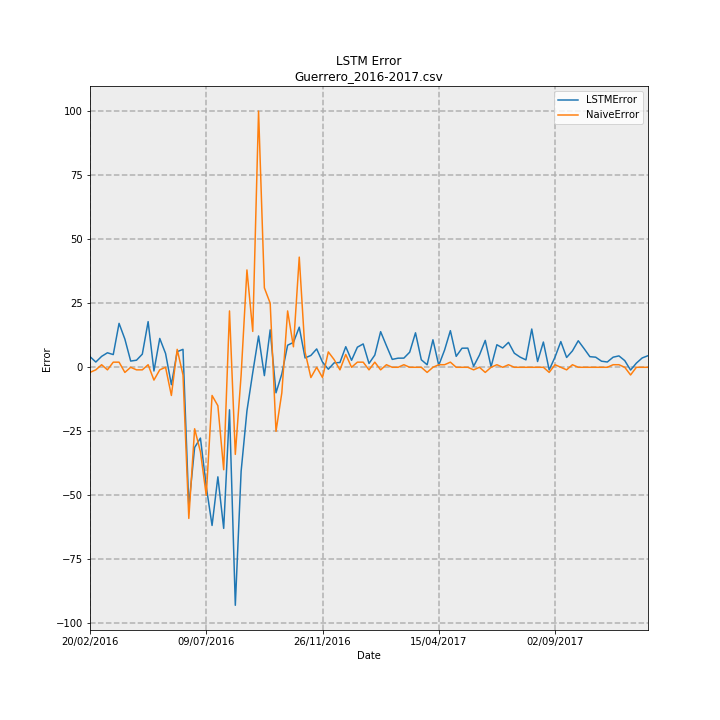 LSTM Error
Guerrero_2016-2017.csv
LSTMError
NaiveError
100
75
50
25
0
−25
−50
−75
−100
Error
20/02/2016 09/07/2016 26/11/2016 15/04/2017 02/09/2017
Date